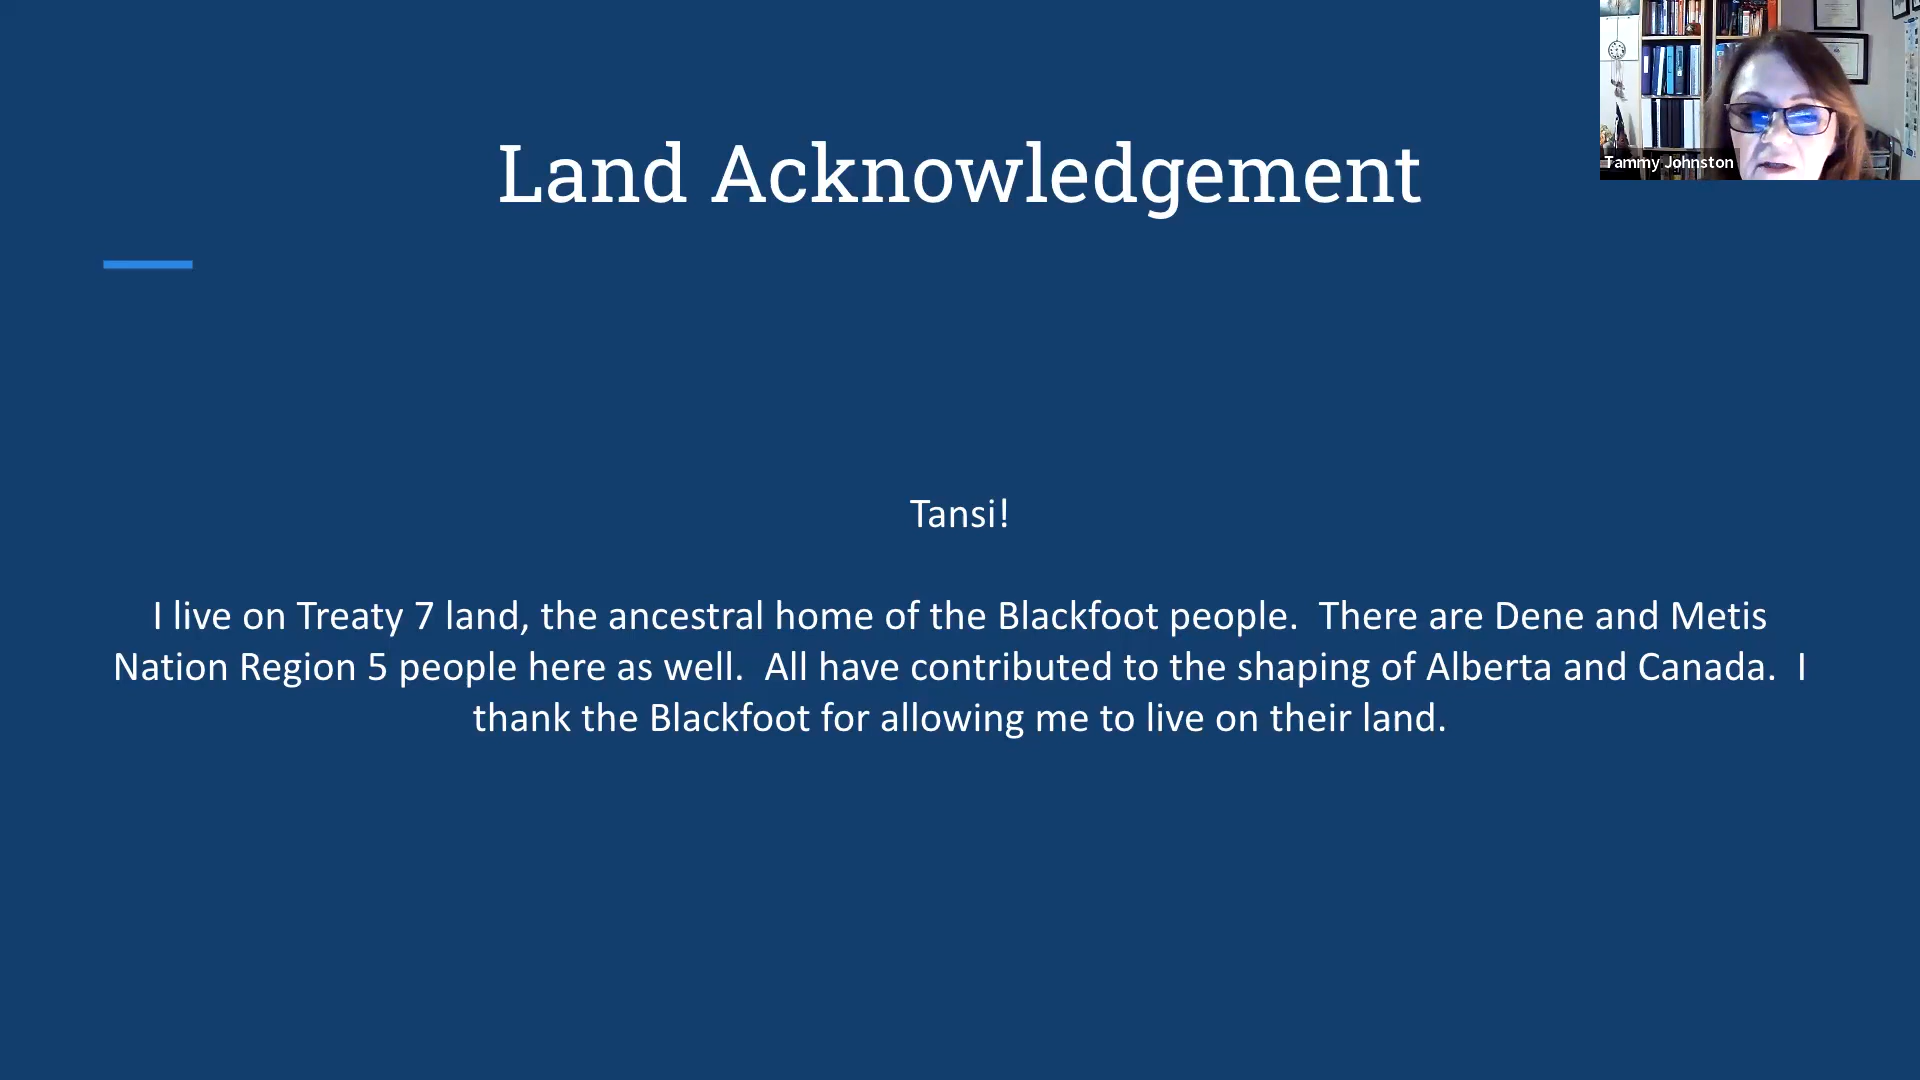 Land Acknowledgement
Tammy Johnston
Tansi!
I live on Treaty 7 land, the ancestral home of the Blackfoot people.  There are Dene and Metis
Nation Region 5 people here as well.  All have contributed to the shaping of Alberta and Canada.  I
thank the Blackfoot for allowing me to live on their land.